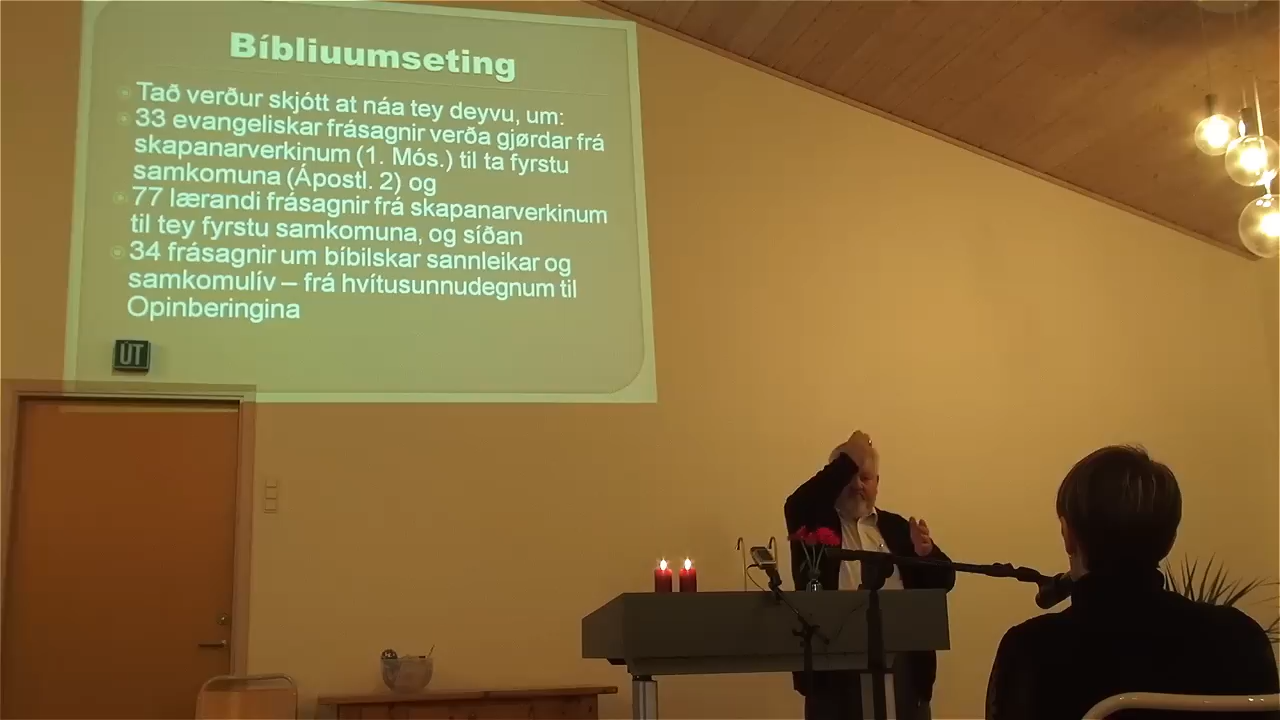 Bíbliuumseting
Tað verður skjótt at náa tey deyvu, um:
33 evangeliskar frásagnir verða gjørdar frá
skapanarverkinum (1. Mós.) til ta fyrstu
samkomuna (Ápostl. 2) og
77 lærandi frásagnir frá skapanarverkinum
til tey fyrstu samkomuna, og síðan
34 frásagnir um bíbilskar sannleikar og
samkomulív – frá hvítusunnudegnum til
Opinberingina
ÚT